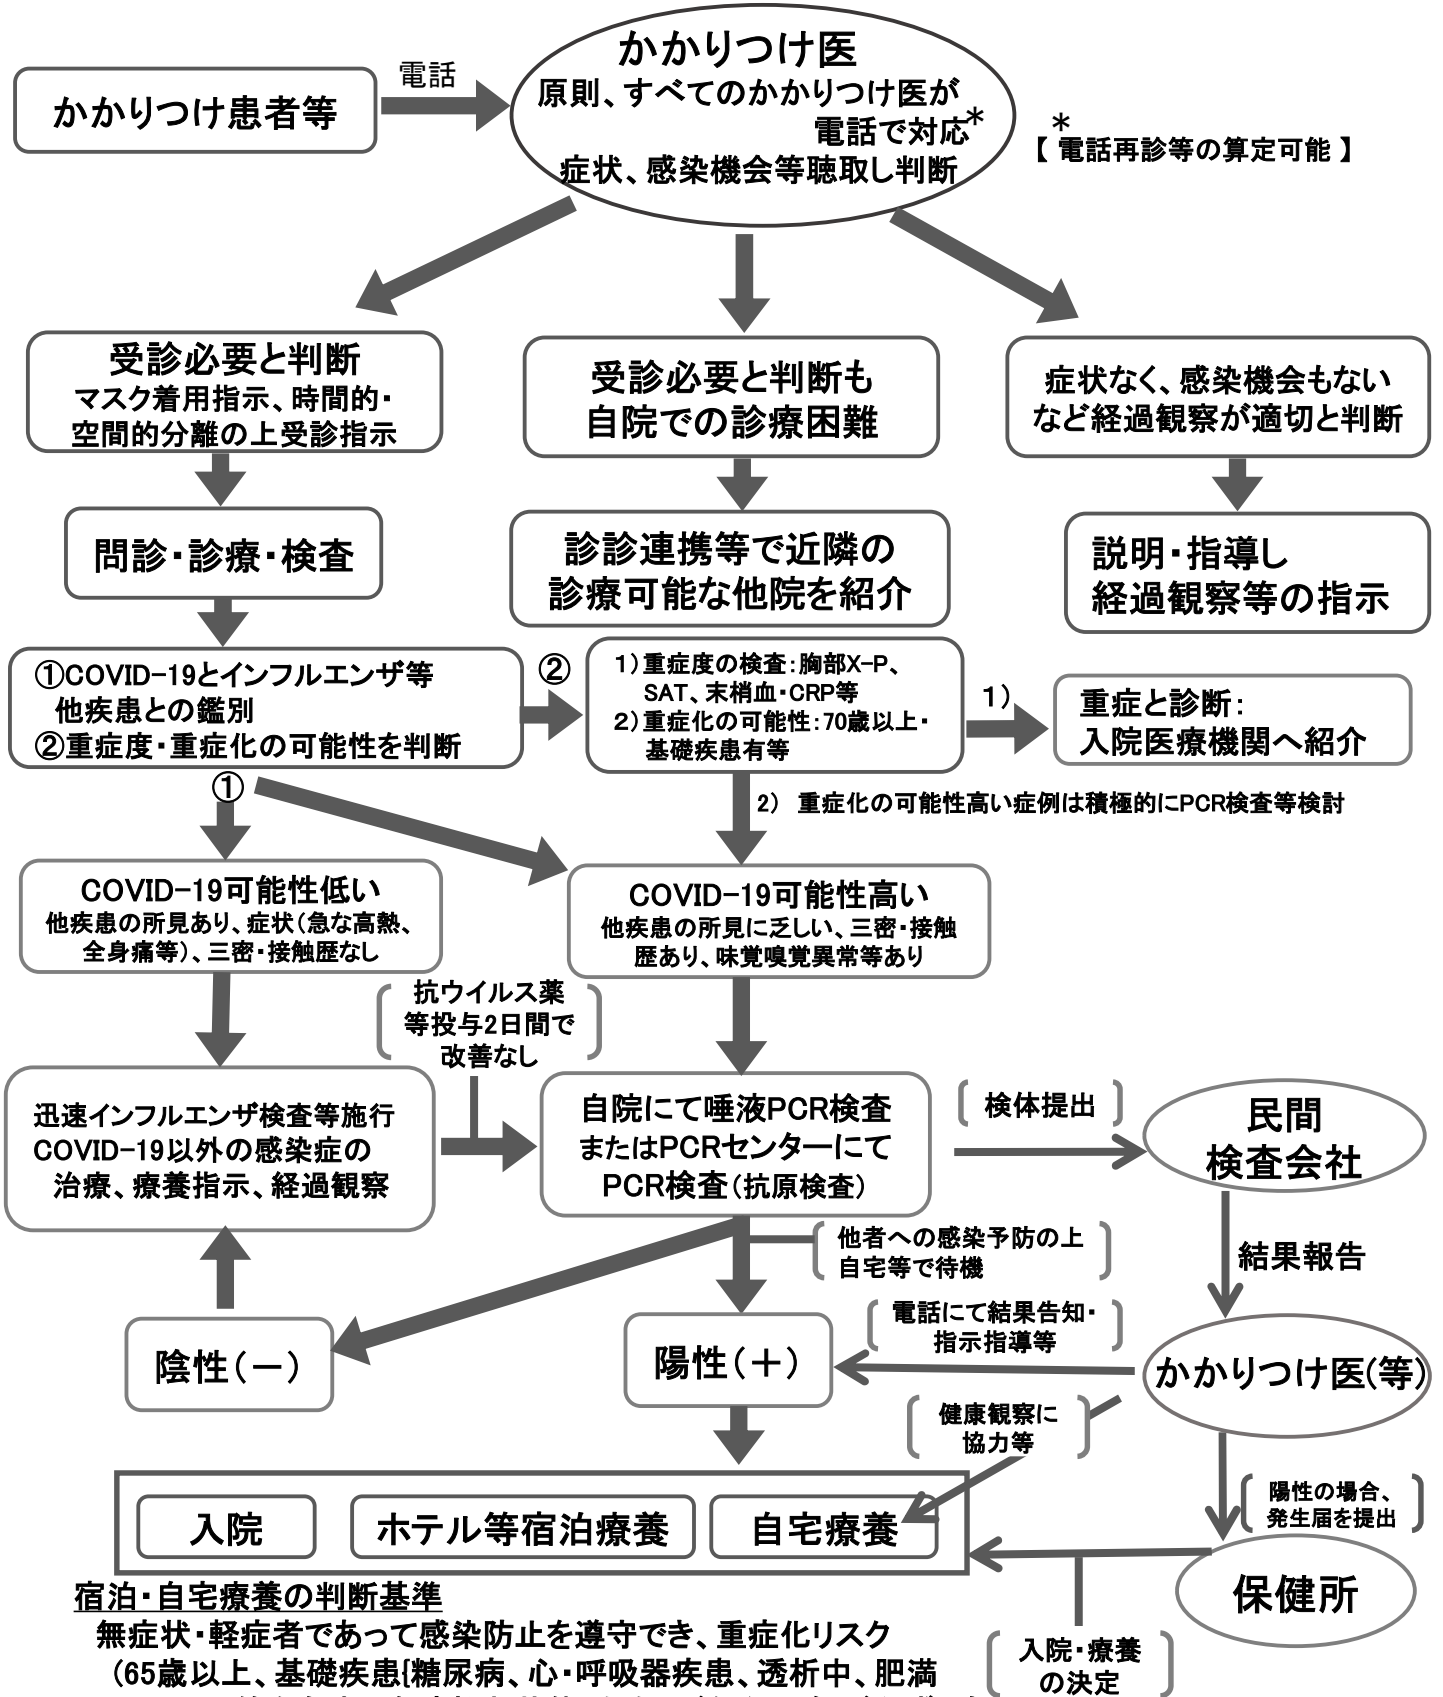 かかりつけ医
原則、すべてのかかりつけ医が
電話で対応*
症状、感染機会等聴取し判断
かかりつけ患者等
電話
*
【 電話再診等の算定可能 】
受診必要と判断
マスク着用指示、時間的・
空間的分離の上受診指示
受診必要と判断も
自院での診療困難
症状なく、感染機会もない
など経過観察が適切と判断
問診・診療・検査
診診連携等で近隣の
診療可能な他院を紹介
説明・指導し
経過観察等の指示
①COVID-19とインフルエンザ等
他疾患との鑑別
②重症度・重症化の可能性を判断
②
1）重症度の検査：胸部X-P、
SAT、末梢血・CRP等
2）重症化の可能性：70歳以上・
基礎疾患有等
1）
重症と診断：
入院医療機関へ紹介
①
2） 重症化の可能性高い症例は積極的にPCR検査等検討
COVID-19可能性低い
他疾患の所見あり、症状（急な高熱、
全身痛等）、三密・接触歴なし
COVID-19可能性高い
他疾患の所見に乏しい、三密・接触
歴あり、味覚嗅覚異常等あり
抗ウイルス薬
等投与2日間で
改善なし
迅速インフルエンザ検査等施行
COVID-19以外の感染症の
治療、療養指示、経過観察
自院にて唾液PCR検査
またはPCRセンターにて
PCR検査（抗原検査）
検体提出
民間
検査会社
他者への感染予防の上
自宅等で待機
結果報告
電話にて結果告知・
指示指導等
陰性（－）
陽性（＋）
かかりつけ医（等）
健康観察に
協力等
陽性の場合、
発生届を提出
入院
ホテル等宿泊療養
自宅療養
保健所
入院・療養
の決定
宿泊・自宅療養の判断基準
無症状・軽症者であって感染防止を遵守でき、重症化リスク
（65歳以上、基礎疾患{糖尿病、心・呼吸器疾患、透析中、肥満